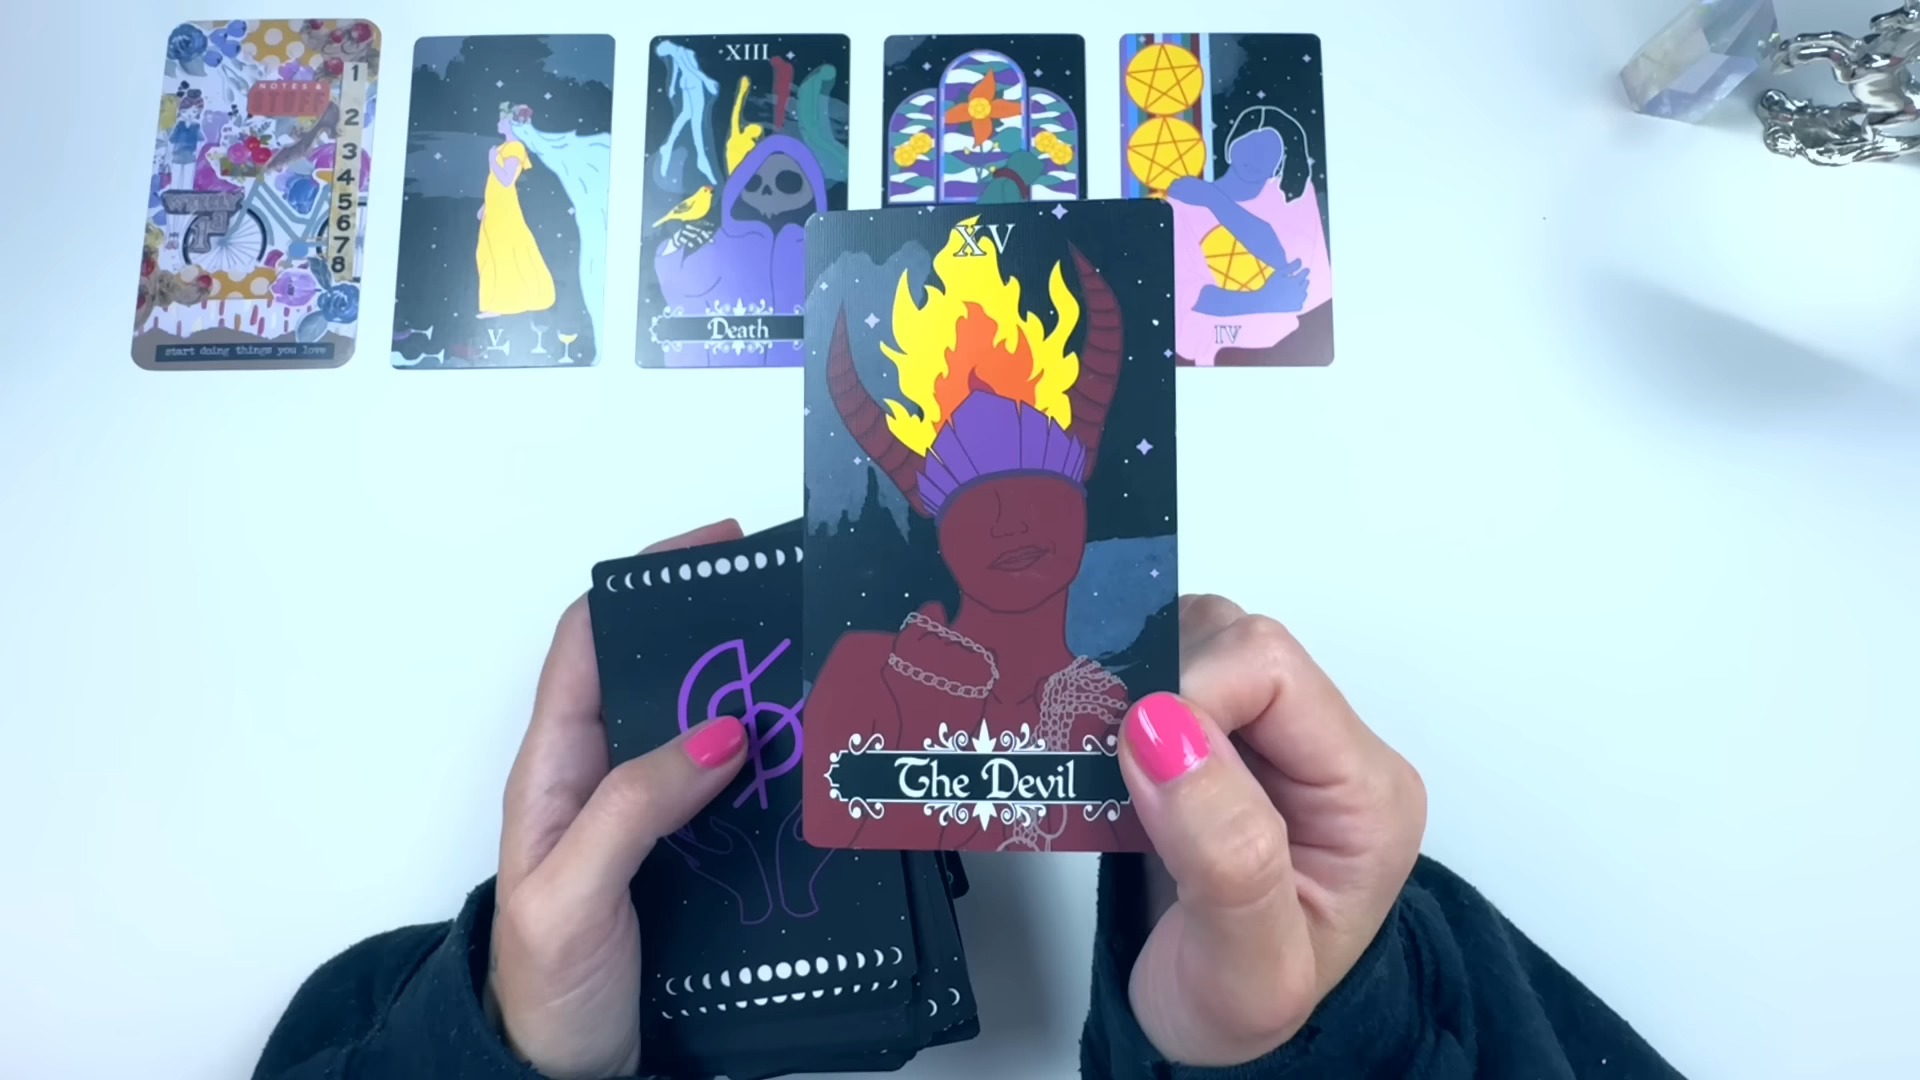 NOTES &
STUFF
1
2
3
4
5
6
7
8
start doing things you love
V
XIII
Death
IV
XV
The Devil